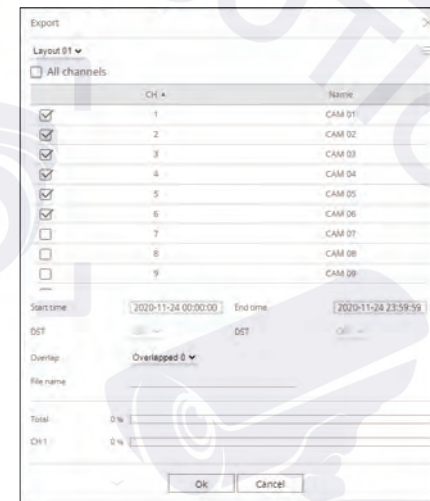 Export
Layout 01
All channels
CH Name
1 CAM 01
2 CAM 02
3 CAM 03
4 CAM 04
5 CAM 05
6 CAM 06
7 CAM 07
8 CAM 08
9 CAM 09
Start time 2020-11-24 00:00:00 End time 2020-11-24 23:59:59
DST DST
Overlap Overlapped 0
File name
Total 0 %
CH 1 0 %
Ok Cancel